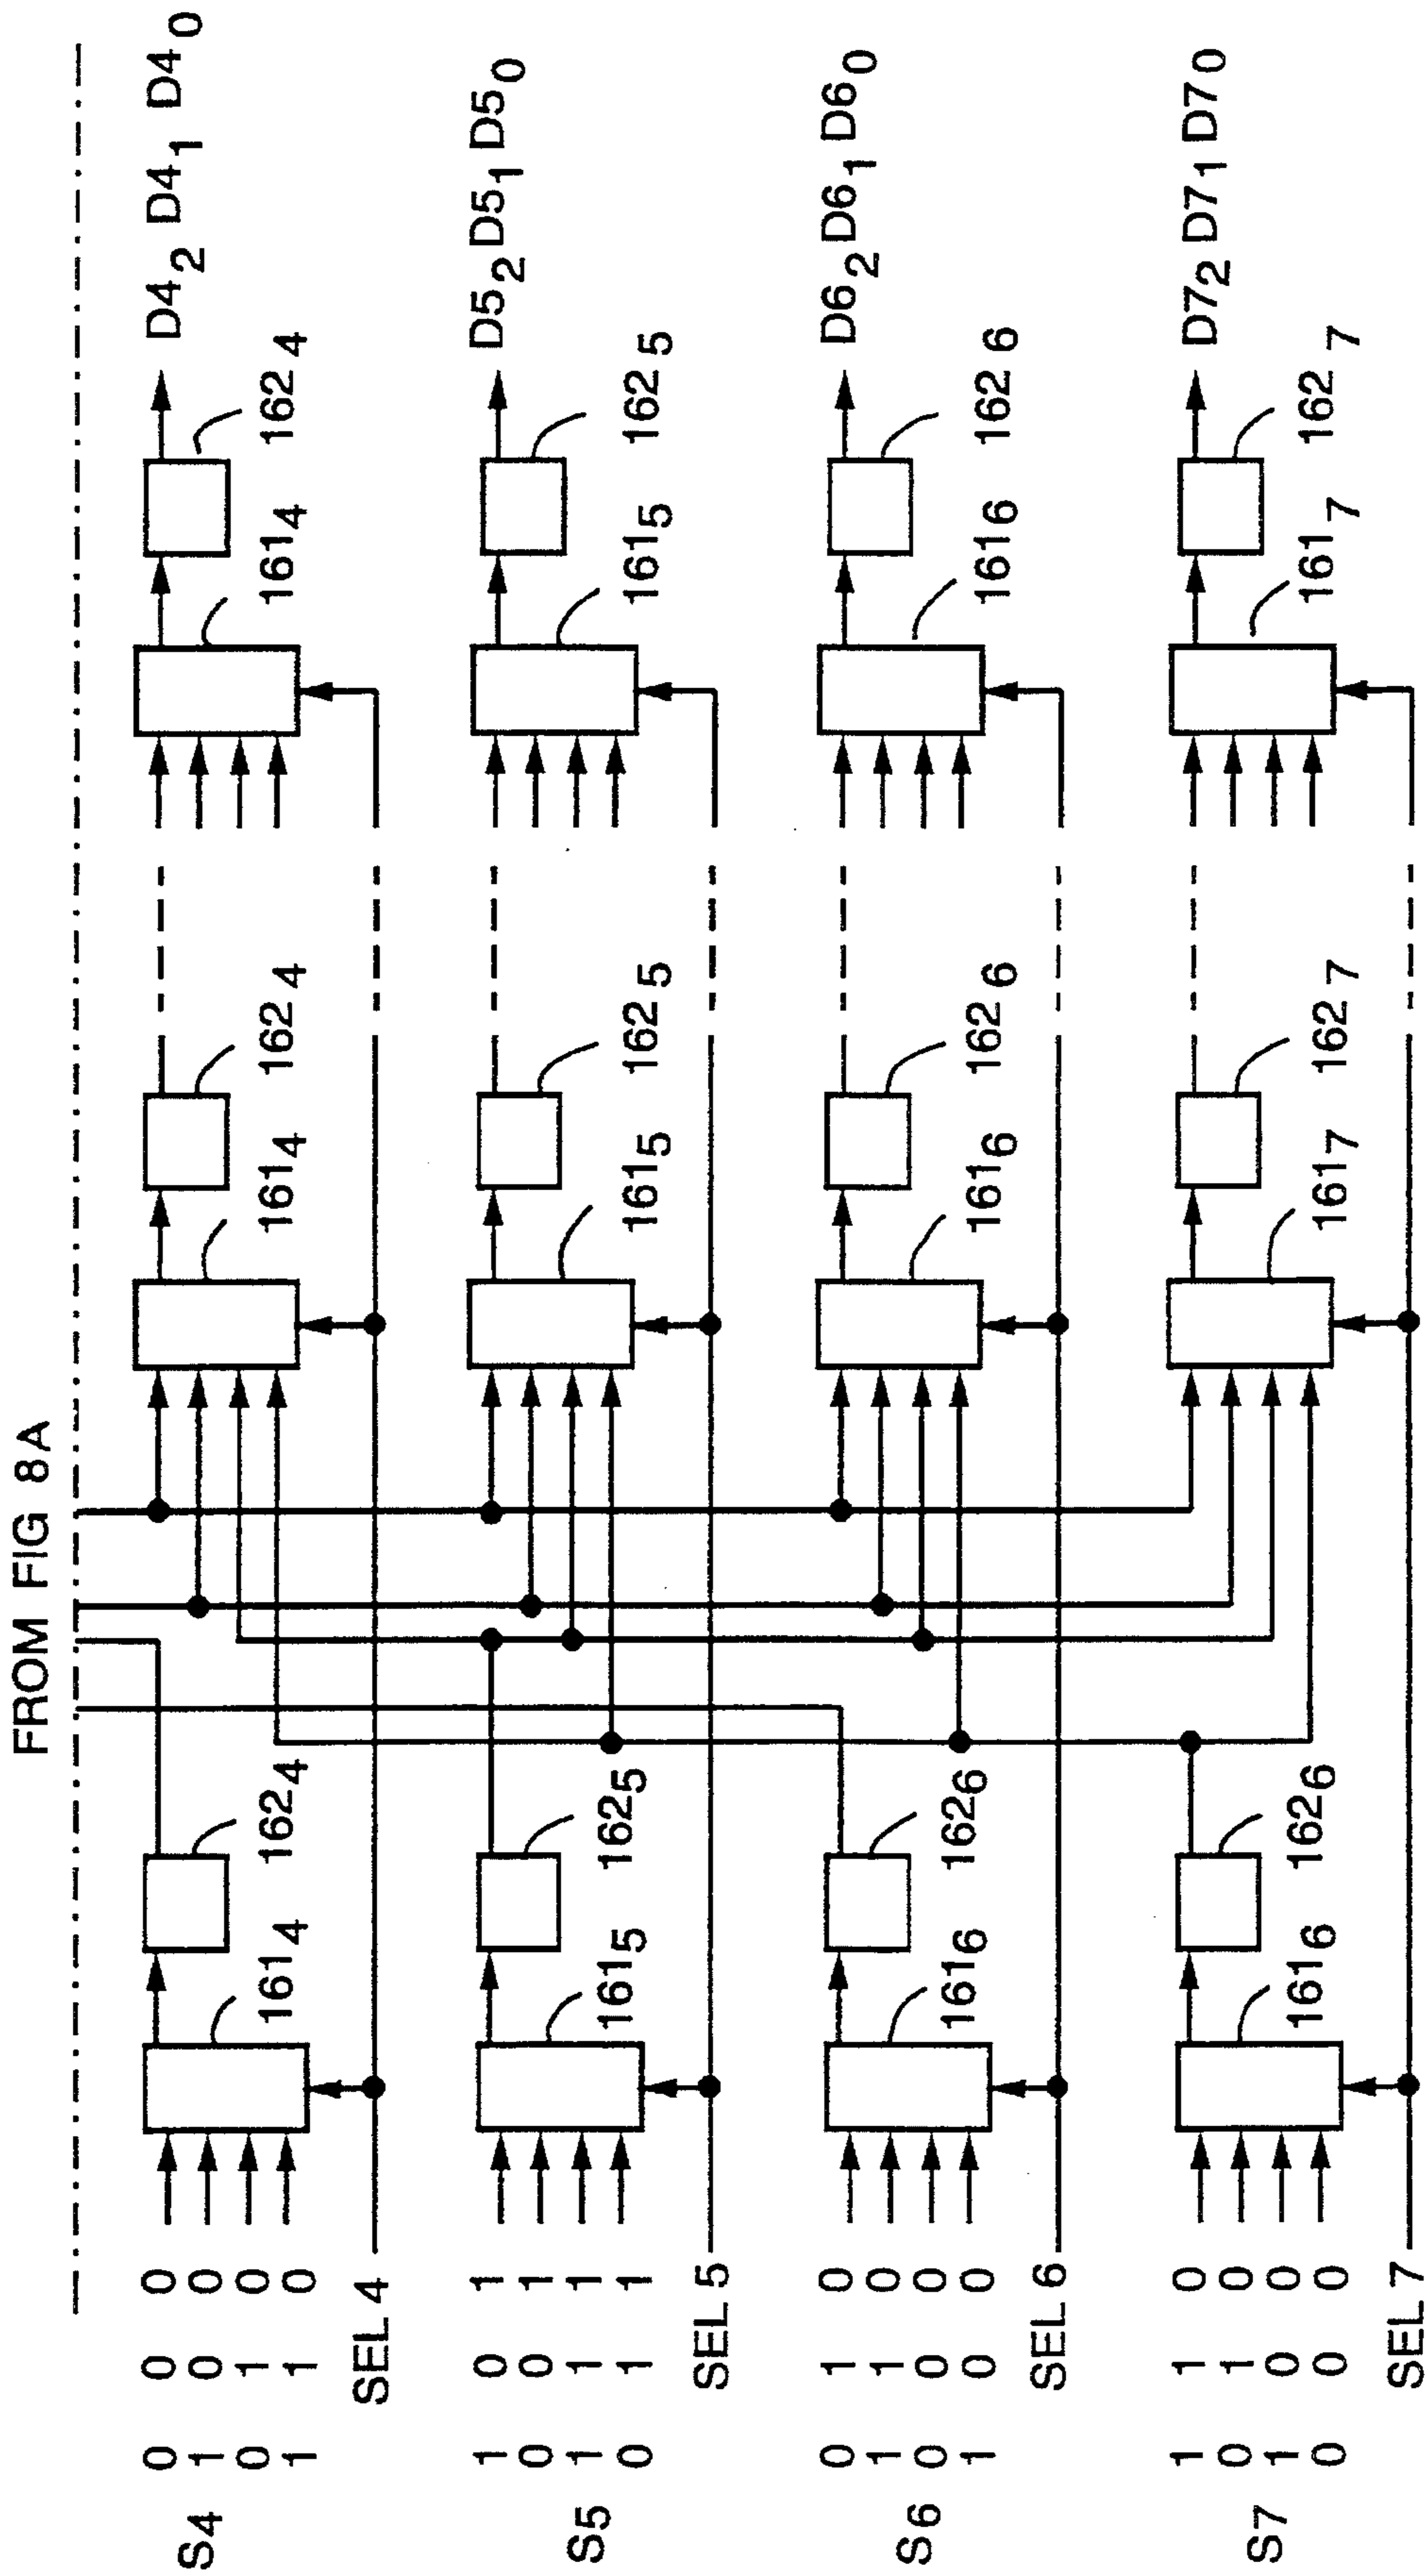 FROM FIG 8A
0 0 0
D4₂ D4₁ D4₀
S4
1 0 0
0 1 0
1 1 0
161₄ 162₄ 161₄ 162₄ 161₄ 162₄
SEL 4
1 0 1
D5₂ D5₁ D5₀
0 0 1
S5
1 1 1
0 1 1
161₅ 162₅ 161₅ 162₅ 161₅ 162₅
SEL 5
0 1 0
D6₂ D6₁ D6₀
1 1 0
S6
0 0 0
1 0 0
161₆ 162₆ 161₆ 162₆ 161₆ 162₆
SEL 6
1 1 0
D7₂ D7₁ D7₀
0 1 0
S7
1 0 0
0 0 0
161₆ 162₆ 161₇ 162₇ 161₇ 162₇
SEL 7